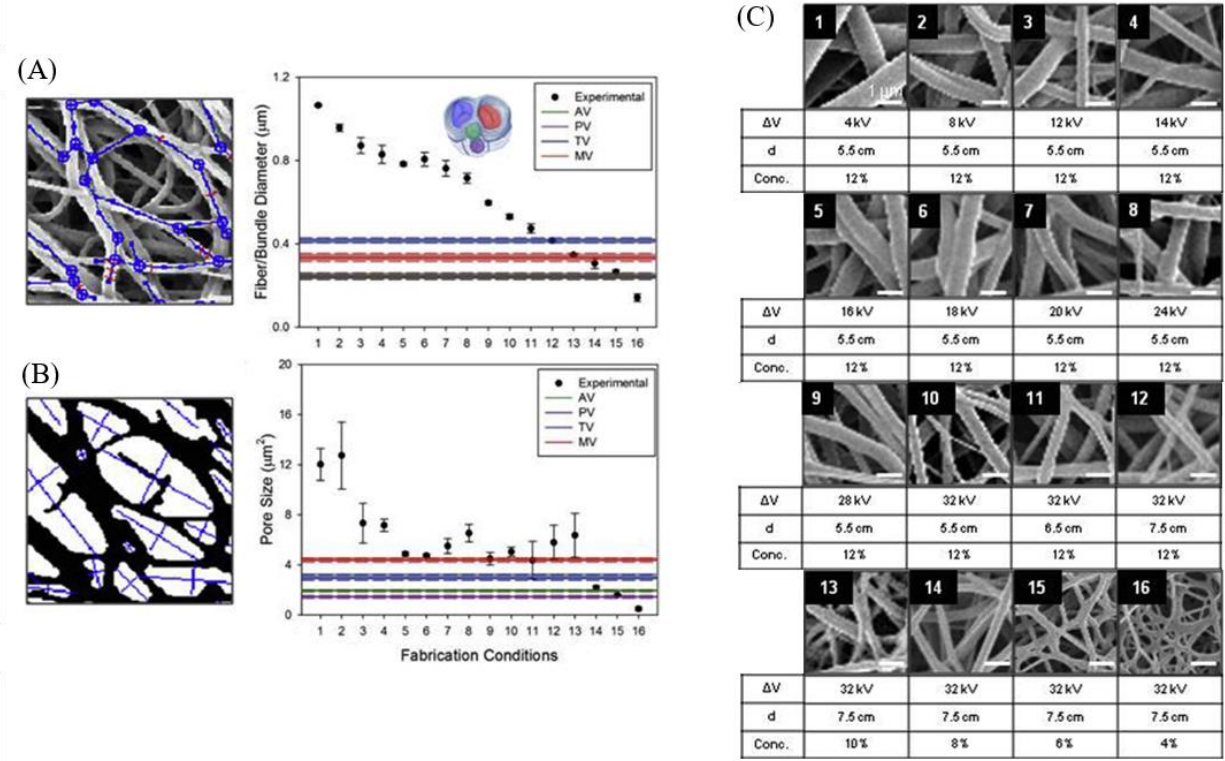 (A)
1.2
0.8
0.4
0.0
Fiber/Bundle Diameter (μm)
Experimental
AV
PV
TV
MV
1 2 3 4 5 6 7 8 9 10 11 12 13 14 15 16
(B)
20
16
12
8
4
0
Pore Size (μm²)
Experimental
AV
PV
TV
MV
1 2 3 4 5 6 7 8 9 10 11 12 13 14 15 16
Fabrication Conditions
(C)
1 2 3 4
1 μm
ΔV 4 kV 8 kV 12 kV 14 kV
d 5.5 cm 5.5 cm 5.5 cm 5.5 cm
Conc. 12% 12% 12% 12%
5 6 7 8
ΔV 16 kV 18 kV 20 kV 24 kV
d 5.5 cm 5.5 cm 5.5 cm 5.5 cm
Conc. 12% 12% 12% 12%
9 10 11 12
ΔV 28 kV 32 kV 32 kV 32 kV
d 5.5 cm 5.5 cm 6.5 cm 7.5 cm
Conc. 12% 12% 12% 12%
13 14 15 16
ΔV 32 kV 32 kV 32 kV 32 kV
d 7.5 cm 7.5 cm 7.5 cm 7.5 cm
Conc. 10% 8% 6% 4%